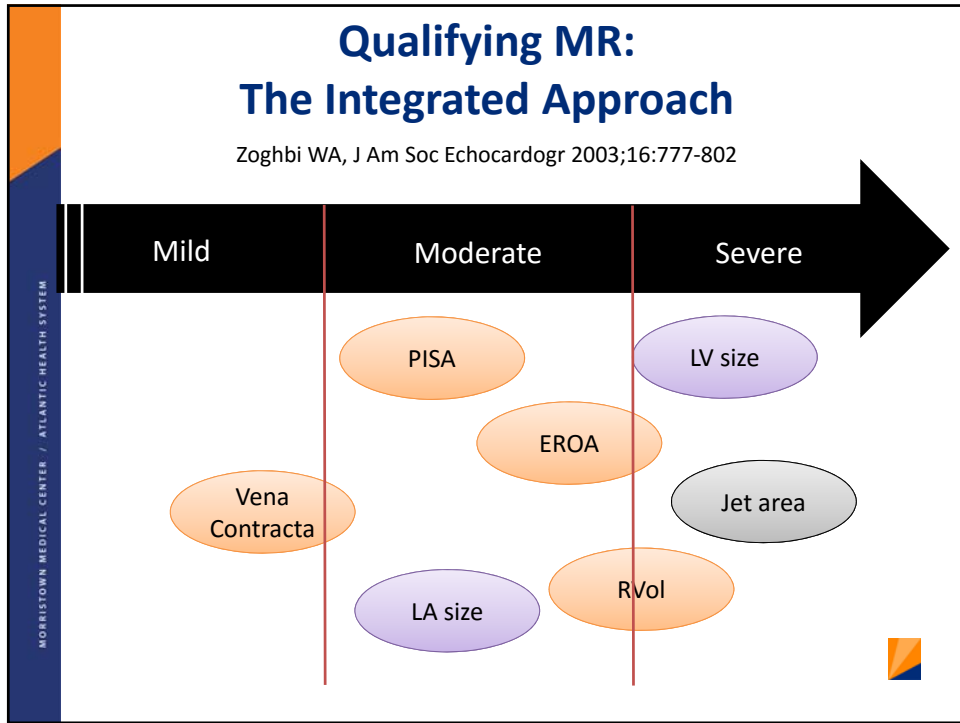 Qualifying MR:
The Integrated Approach
Zoghbi WA, J Am Soc Echocardogr 2003;16:777-802
Mild
Moderate
Severe
PISA
LV size
EROA
Vena
Contracta
Jet area
RVol
LA size
MORRISTOWN MEDICAL CENTER / ATLANTIC HEALTH SYSTEM